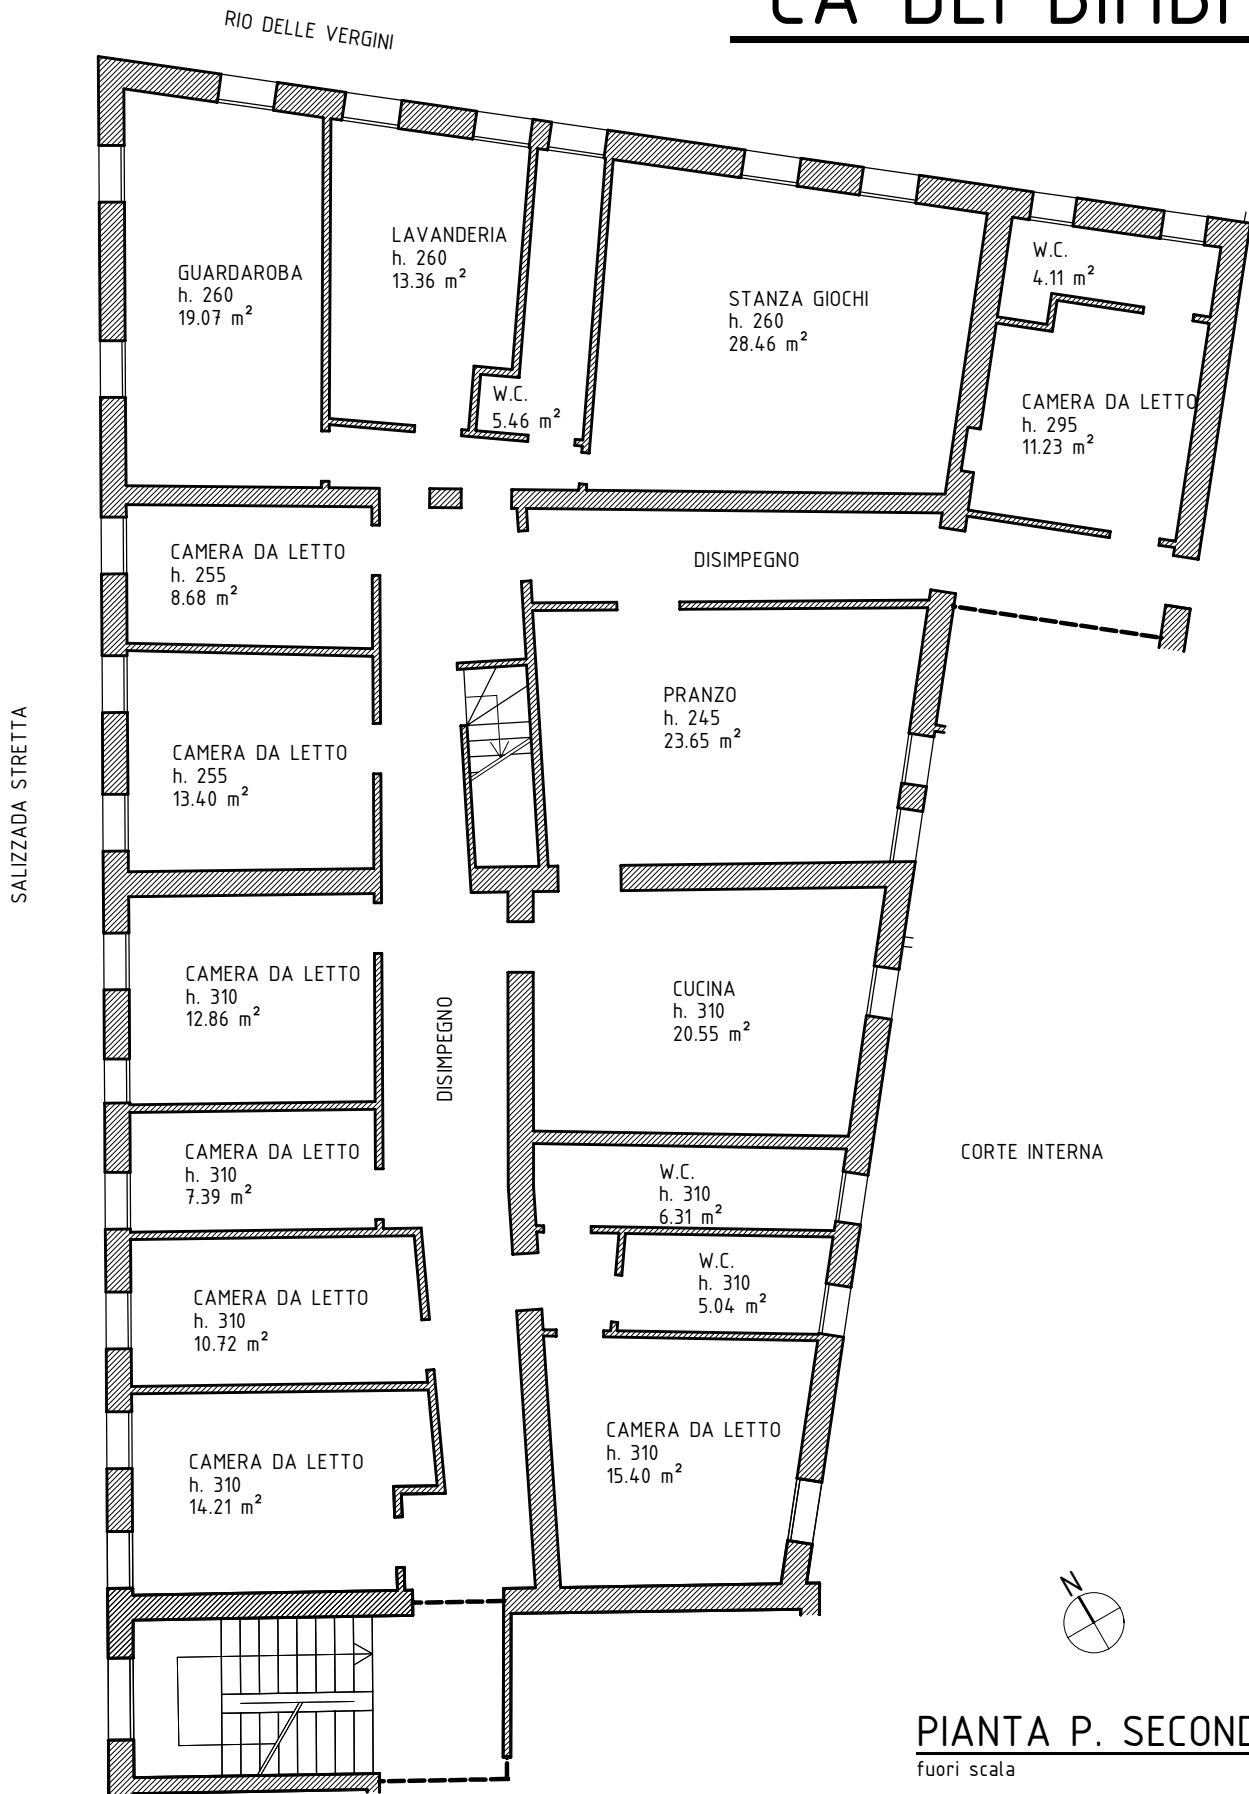 CA' DEI BIMBI
RIO DELLE VERGINI
LAVANDERIA
h. 260
13.36 m²
GUARDAROBA
h. 260
19.07 m²
STANZA GIOCHI
h. 260
28.46 m²
W.C.
4.11 m²
W.C.
5.46 m²
CAMERA DA LETTO
h. 295
11.23 m²
CAMERA DA LETTO
h. 255
8.68 m²
DISIMPEGNO
PRANZO
h. 245
23.65 m²
SALIZZADA STRETTA
CAMERA DA LETTO
h. 255
13.40 m²
CAMERA DA LETTO
h. 310
12.86 m²
DISIMPEGNO
CUCINA
h. 310
20.55 m²
CAMERA DA LETTO
h. 310
7.39 m²
CORTE INTERNA
W.C.
h. 310
6.31 m²
W.C.
h. 310
5.04 m²
CAMERA DA LETTO
h. 310
10.72 m²
CAMERA DA LETTO
h. 310
15.40 m²
CAMERA DA LETTO
h. 310
14.21 m²
N
PIANTA P. SECOND
fuori scala